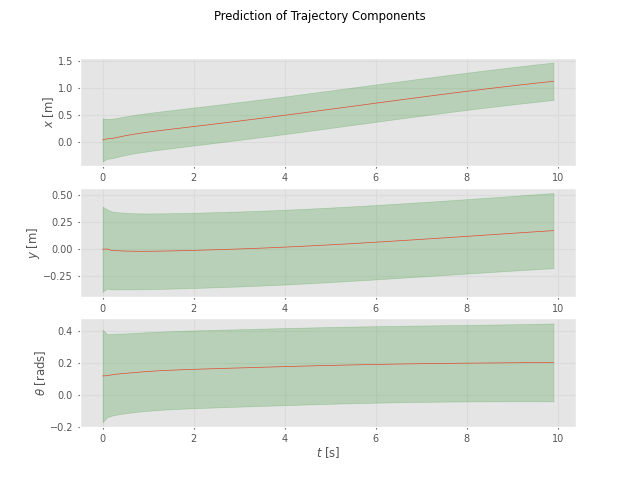 Prediction of Trajectory Components
1.5
1.0
0.5
0.0
x [m]
0 2 4 6 8 10
0.50
0.25
0.00
−0.25
y [m]
0 2 4 6 8 10
0.4
0.2
0.0
−0.2
θ [rads]
0 2 4 6 8 10
t [s]